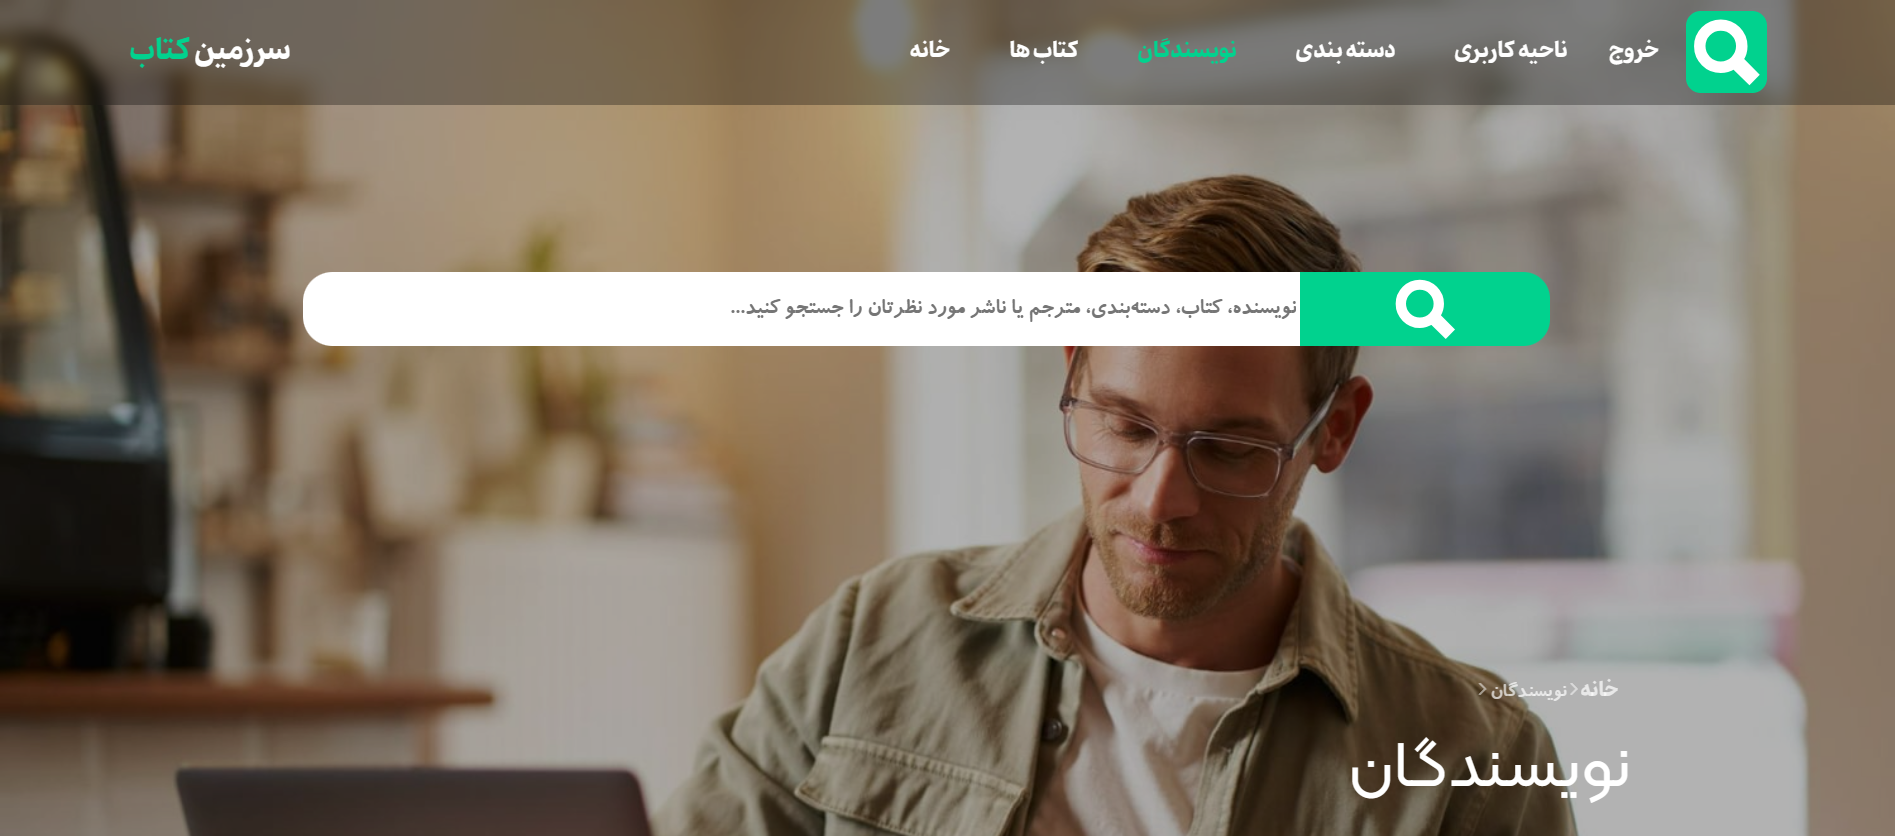 خروج ناحیه کاربری دسته بندی نویسندگان کتاب ها خانه سرزمین کتاب
نویسنده، کتاب، دسته‌بندی، مترجم یا ناشر مورد نظرتان را جستجو کنید...
خانه > نویسندگان >
نویسندگان